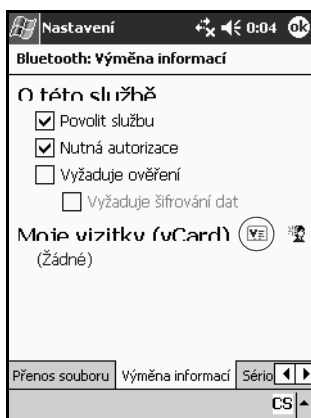 Nastavení 0:04 ok
Bluetooth: Výměna informací
O této službě
Povolit službu
Nutná autorizace
Vyžaduje ověření
Vyžaduje šifrování dat
Moje vizitky (vCard)
(Žádné)
Přenos souboru Výměna informací Sério
CS